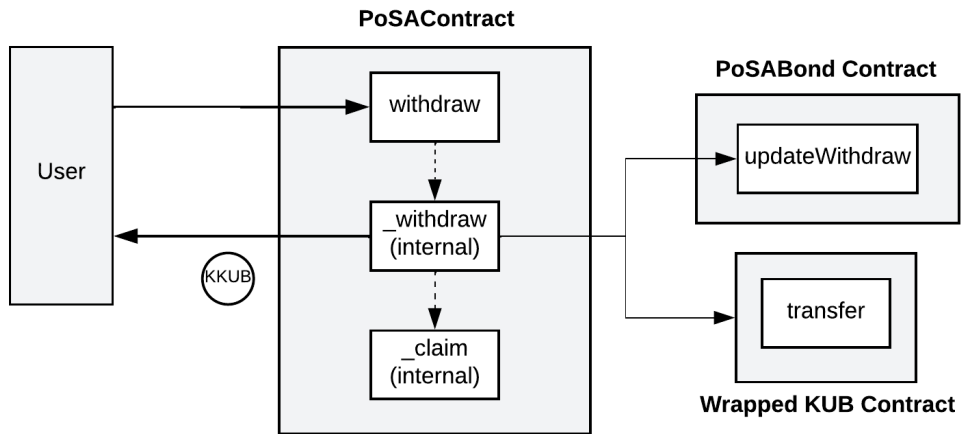 PoSAContract
PoSABond Contract
withdraw
updateWithdraw
User
_withdraw
(internal)
KKUB
transfer
_claim
(internal)
Wrapped KUB Contract